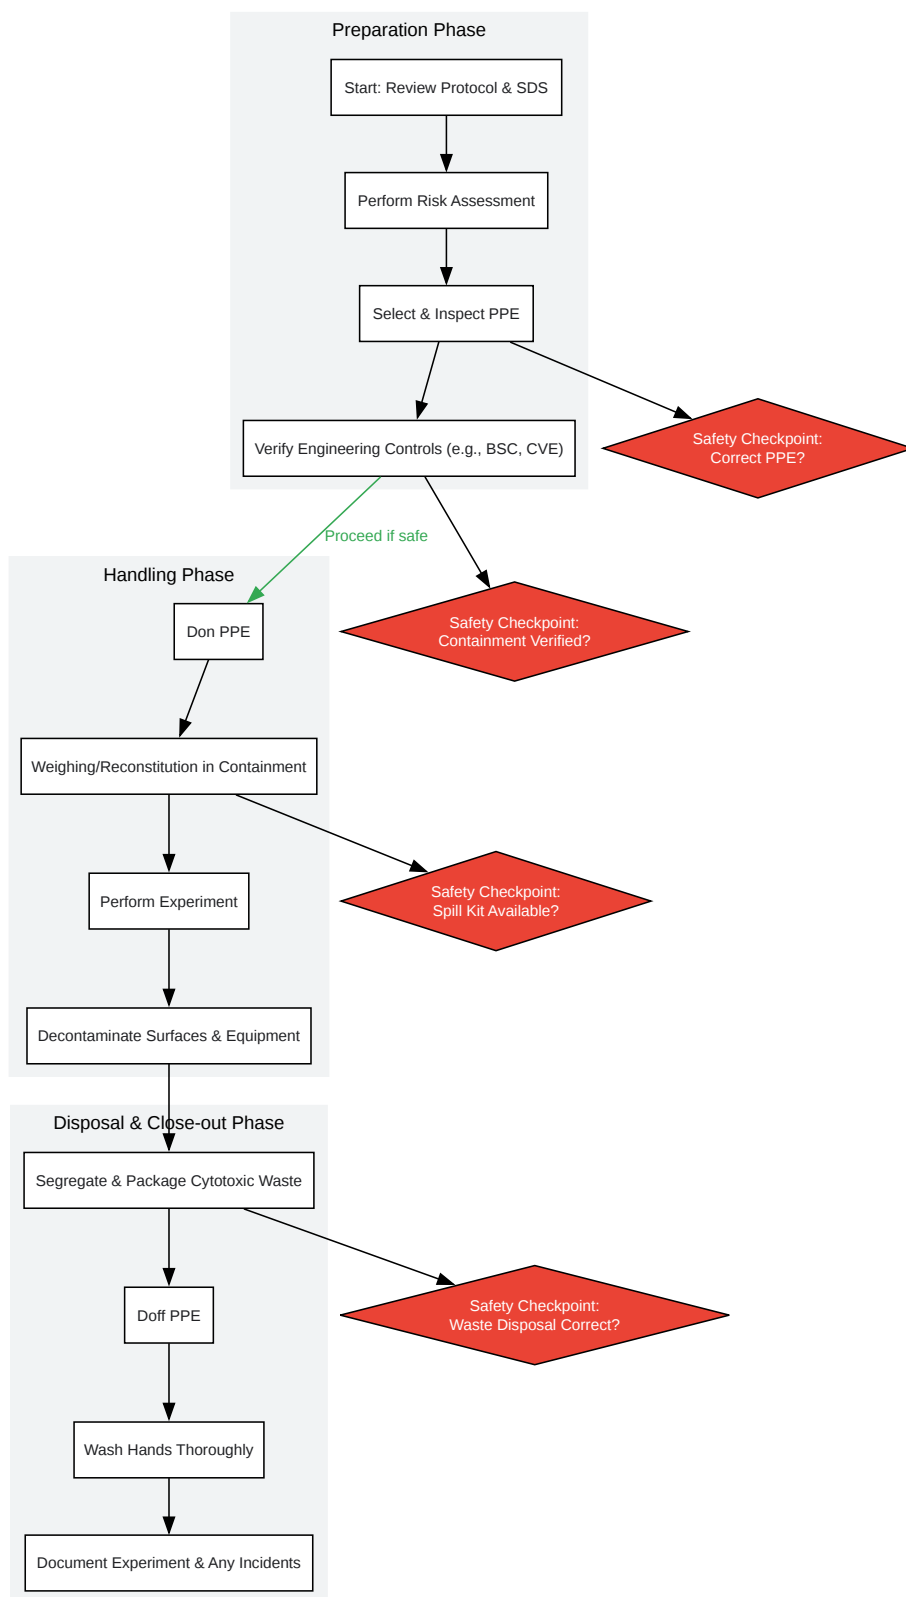 Preparation Phase
Start: Review Protocol & SDS
Perform Risk Assessment
Select & Inspect PPE
Verify Engineering Controls (e.g., BSC, CVE)
Safety Checkpoint:
Correct PPE?
Proceed if safe
Handling Phase
Don PPE
Safety Checkpoint:
Containment Verified?
Weighing/Reconstitution in Containment
Perform Experiment
Safety Checkpoint:
Spill Kit Available?
Decontaminate Surfaces & Equipment
Disposal & Close-out Phase
Segregate & Package Cytotoxic Waste
Doff PPE
Safety Checkpoint:
Waste Disposal Correct?
Wash Hands Thoroughly
Document Experiment & Any Incidents